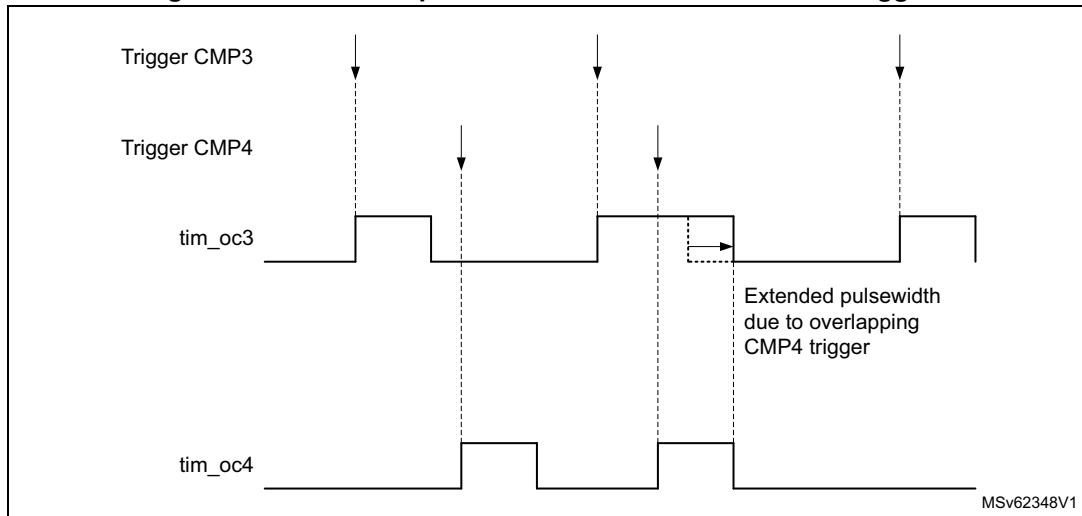 Trigger CMP3
Trigger CMP4
tim_oc3
Extended pulsewidth
due to overlapping
CMP4 trigger
tim_oc4
MSv62348V1